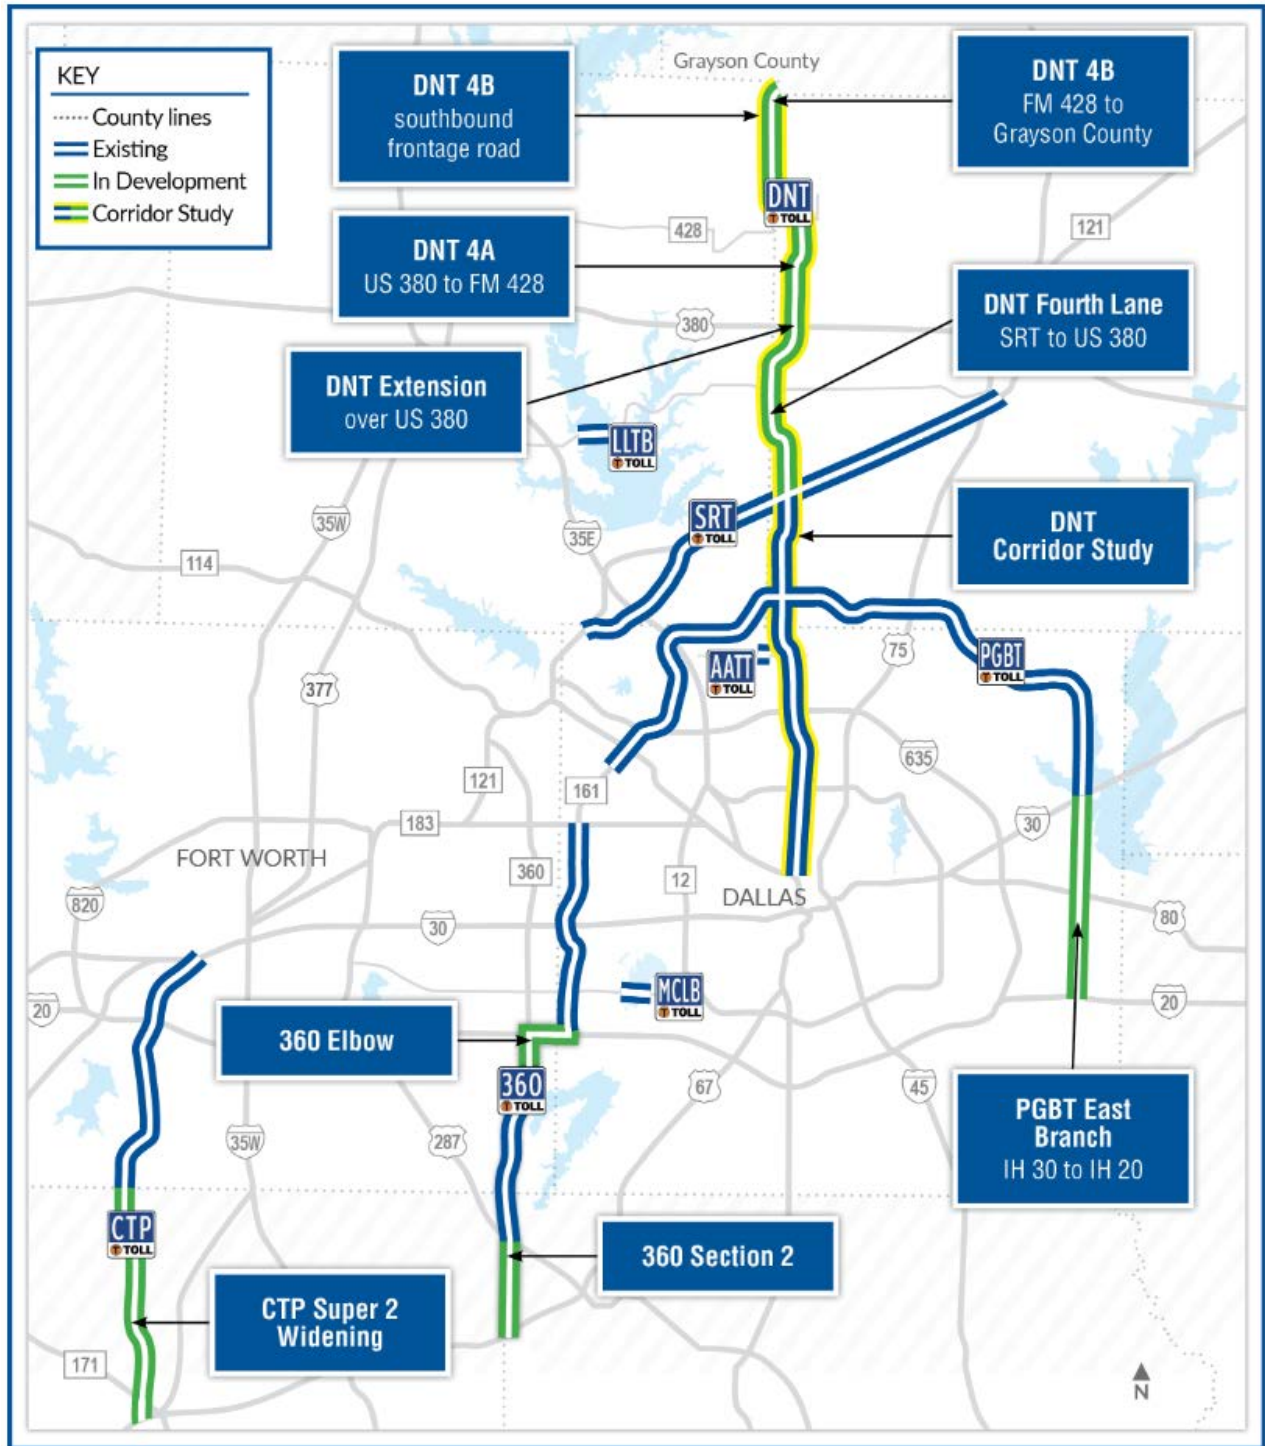 KEY
County lines
Existing
In Development
Corridor Study
Grayson County
DNT 4B
southbound
frontage road
DNT 4B
FM 428 to
Grayson County
DNT
TOLL
428
121
DNT 4A
US 380 to FM 428
DNT Fourth Lane
SRT to US 380
380
DNT Extension
over US 380
LLTB
TOLL
35W
SRT
TOLL
35E
DNT
Corridor Study
114
75
PGBT
TOLL
AATT
TOLL
377
635
121
161
183
30
FORT WORTH
360
12
DALLAS
820
30
80
20
MCLB
TOLL
20
360 Elbow
360
TOLL
67
45
35W
287
PGBT East
Branch
IH 30 to IH 20
CTP
TOLL
360 Section 2
CTP Super 2
Widening
171
N